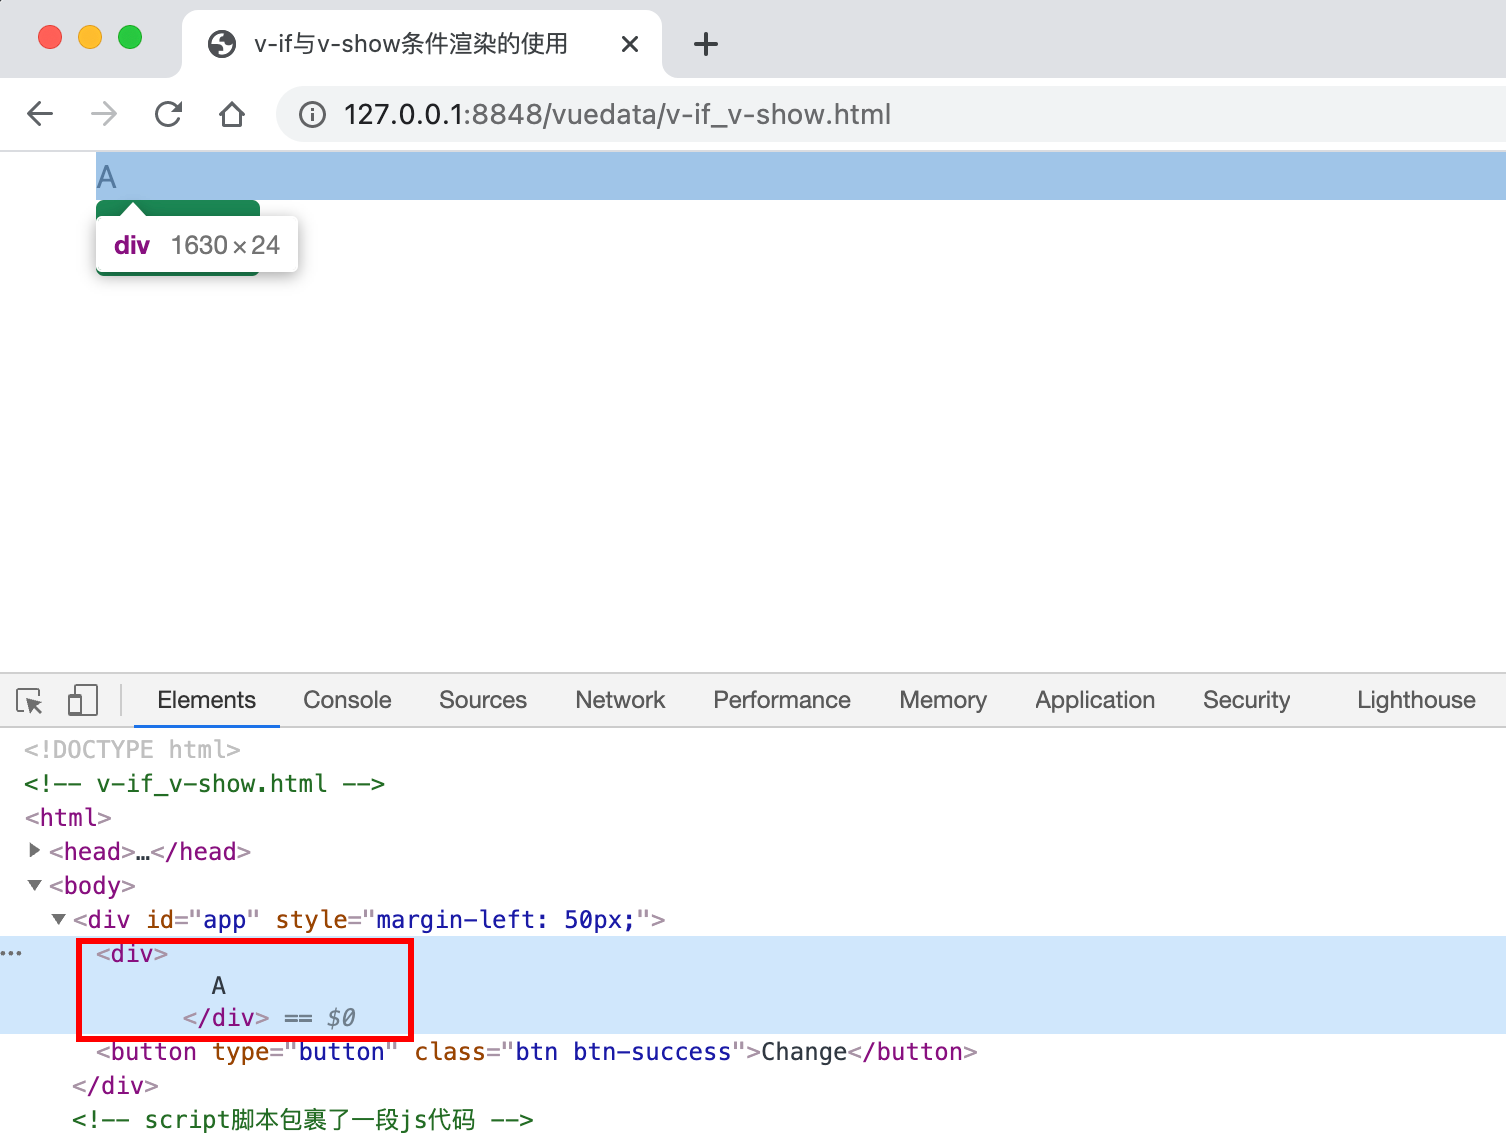 v-if与v-show条件渲染的使用
127.0.0.1:8848/vuedata/v-if_v-show.html
A
div 1630×24
Elements Console Sources Network Performance Memory Application Security Lighthouse
<!DOCTYPE html>
<!-- v-if_v-show.html -->
<html>
<head>…</head>
<body>
<div id="app" style="margin-left: 50px;">
<div>
A
</div> == $0
<button type="button" class="btn btn-success">Change</button>
</div>
<!-- script脚本包裹了一段js代码 -->